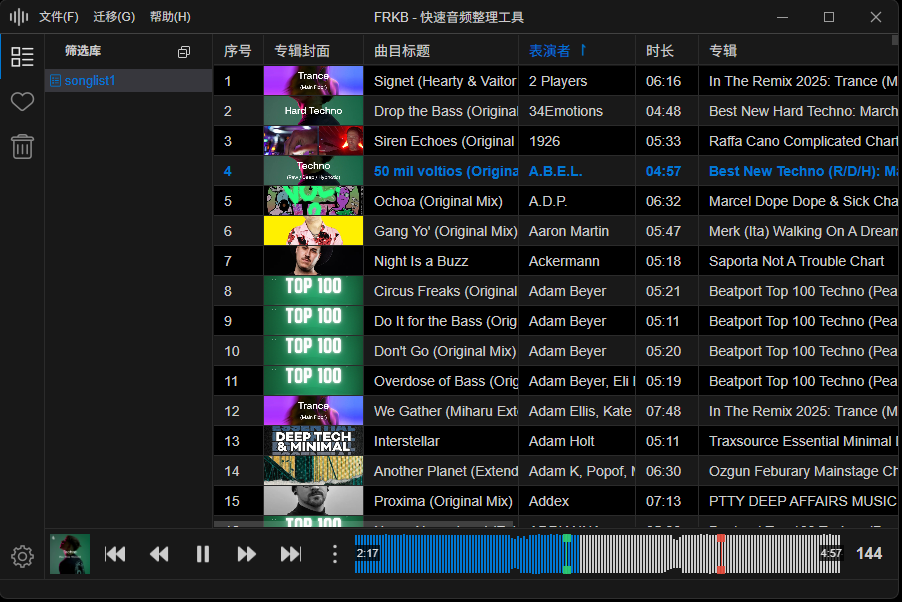 文件(F) 迁移(G) 帮助(H) FRKB - 快速音频整理工具
筛选库
songlist1
序号 专辑封面 曲目标题 表演者 ↑ 时长 专辑
1 Trance Signet (Hearty & Vaitor 2 Players 06:16 In The Remix 2025: Trance (M
2 Hard Techno Drop the Bass (Original 34Emotions 04:48 Best New Hard Techno: March
3 Siren Echoes (Original 1926 05:33 Raffa Cano Complicated Chart
4 Techno 50 mil voltios (Origina A.B.E.L. 04:57 Best New Techno (R/D/H): Ma
5 Ochoa (Original Mix) A.D.P. 06:32 Marcel Dope Dope & Sick Cha
6 Gang Yo' (Original Mix) Aaron Martin 05:47 Merk (Ita) Walking On A Dream
7 Night Is a Buzz Ackermann 05:18 Saporta Not A Trouble Chart
8 TOP 100 Circus Freaks (Original Adam Beyer 05:21 Beatport Top 100 Techno (Pea
9 TOP 100 Do It for the Bass (Orig Adam Beyer 05:11 Beatport Top 100 Techno (Pea
10 TOP 100 Don't Go (Original Mix) Adam Beyer 05:20 Beatport Top 100 Techno (Pea
11 TOP 100 Overdose of Bass (Orig Adam Beyer, Eli 05:19 Beatport Top 100 Techno (Pea
12 Trance We Gather (Miharu Exte Adam Ellis, Kate 07:48 In The Remix 2025: Trance (M
13 DEEP TECH & MINIMAL Interstellar Adam Holt 05:11 Traxsource Essential Minimal
14 Another Planet (Extend Adam K, Popof, 06:30 Ozgun Feburary Mainstage Ch
15 Proxima (Original Mix) Addex 07:13 PTTY DEEP AFFAIRS MUSIC
TOP 100
2:17 4:57 144